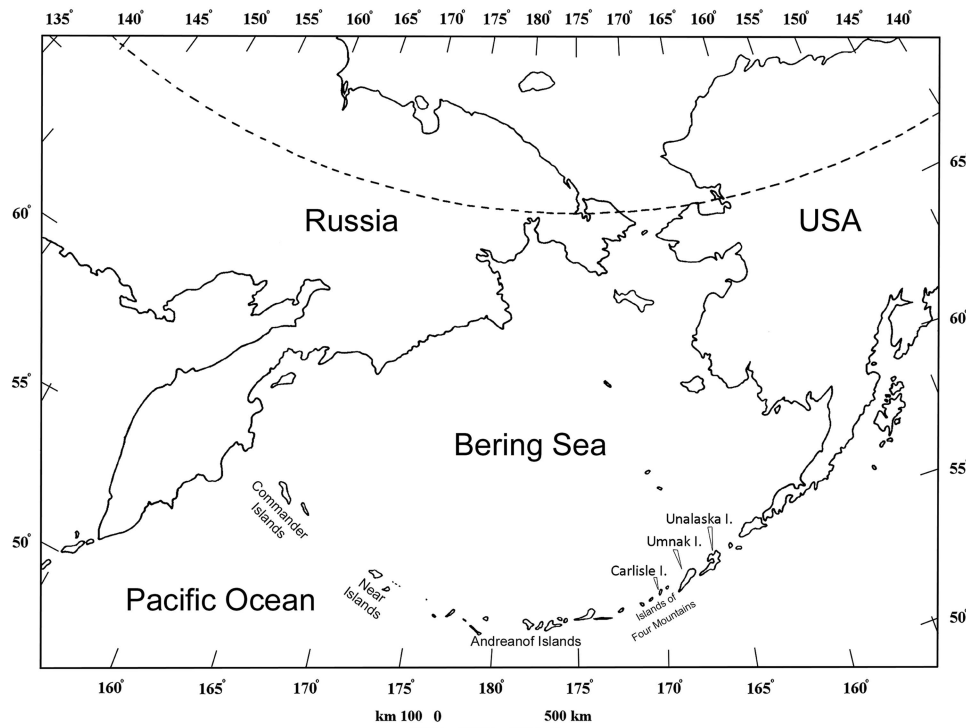 135° 140° 145° 150° 155° 160° 165° 170° 175° 180° 175° 170° 165° 160° 155° 150° 145° 140°
65
60°
Russia
USA
60
55°
Bering Sea
55
Commander
Islands
Unalaska I.
Umnak I.
50°
Carlisle I.
Near
Islands
Pacific Ocean
Islands of
Four Mountains
50
Andreanof Islands
160° 165° 170° 175° 180° 175° 170° 165° 160°
km 100 0 500 km